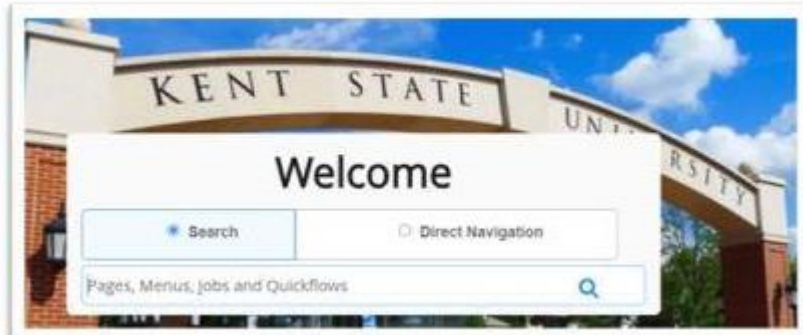 KENT STATE UNIVERSITY
Welcome
Search
Direct Navigation
Pages, Menus, Jobs and Quickflows